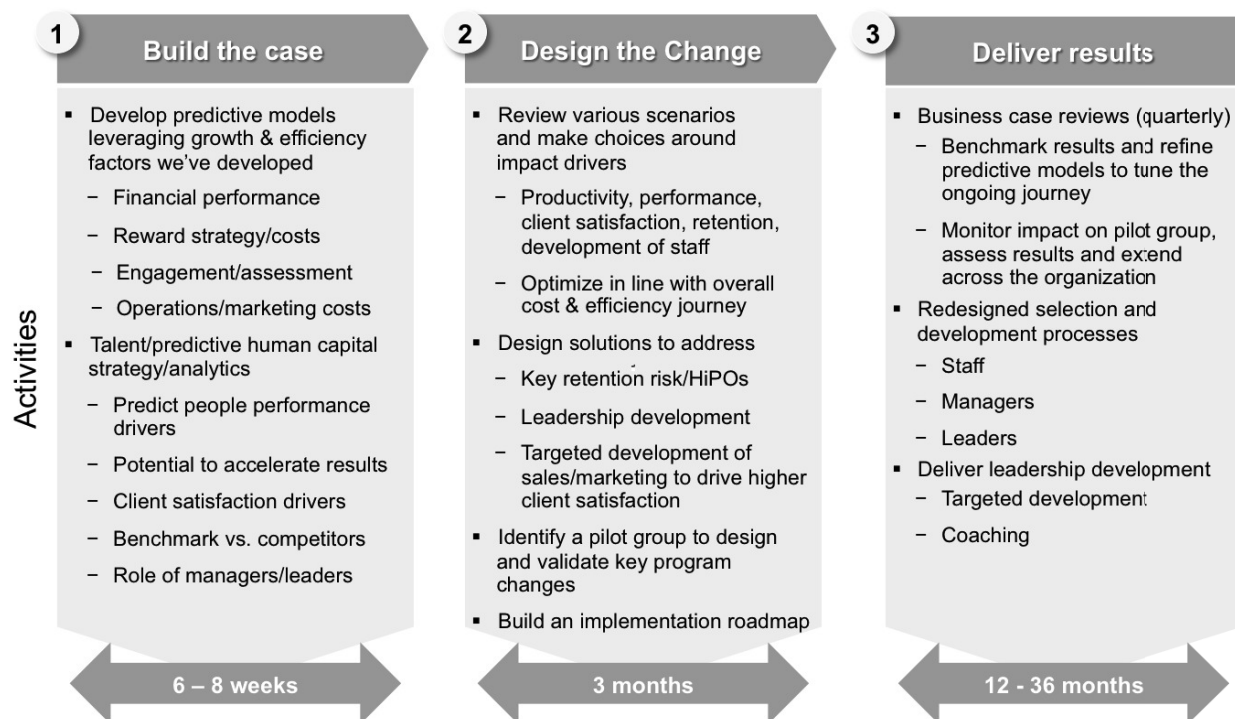 1
Build the case
▪ Develop predictive models
leveraging growth & efficiency
factors we've developed
− Financial performance
− Reward strategy/costs
− Engagement/assessment
− Operations/marketing costs
▪ Talent/predictive human capital
strategy/analytics
− Predict people performance
drivers
− Potential to accelerate results
− Client satisfaction drivers
− Benchmark vs. competitors
− Role of managers/leaders
6 – 8 weeks
2
Design the Change
▪ Review various scenarios
and make choices around
impact drivers
− Productivity, performance,
client satisfaction, retention,
development of staff
− Optimize in line with overall
cost & efficiency journey
▪ Design solutions to address
− Key retention risk/HiPOs
− Leadership development
− Targeted development of
sales/marketing to drive higher
client satisfaction
▪ Identify a pilot group to design
and validate key program
changes
▪ Build an implementation roadmap
3 months
3
Deliver results
▪ Business case reviews (quarterly)
− Benchmark results and refine
predictive models to tune the
ongoing journey
− Monitor impact on pilot group,
assess results and extend
across the organization
▪ Redesigned selection and
development processes
− Staff
− Managers
− Leaders
▪ Deliver leadership development
− Targeted development
− Coaching
12 - 36 months
Activities